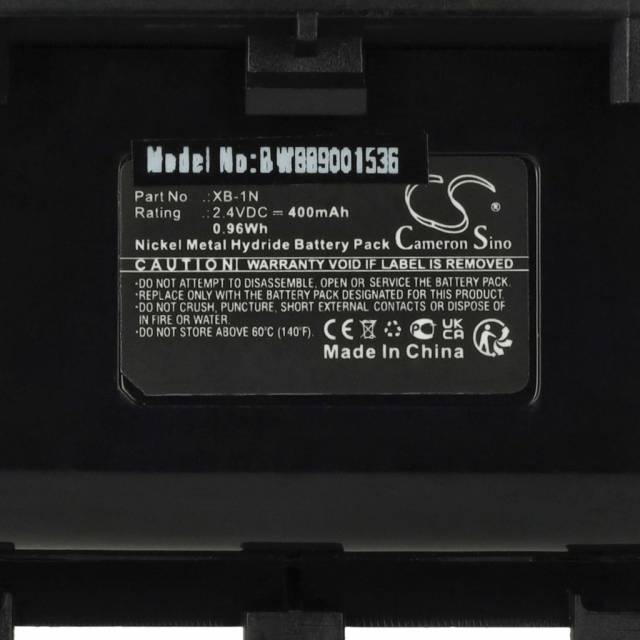 Model No:BW889001536
Part No .: XB-1N
Rating .: 2.4VDC ⎓ 400mAh
0.96Wh
Nickel Metal Hydride Battery Pack
CS ®
Cameron Sino
CAUTION! WARRANTY VOID IF LABEL IS REMOVED
·DO NOT ATTEMPT TO DISASSEMBLE, OPEN OR SERVICE THE BATTERY PACK.
·REPLACE ONLY WITH THE BATTERY PACK DESIGNATED FOR THIS PRODUCT.
·DO NOT CRUSH, PUNCTURE, SHORT EXTERNAL CONTACTS OR DISPOSE OF
IN FIRE OR WATER.
·DO NOT STORE ABOVE 60°C (140°F).
CE UK CA
Made In China